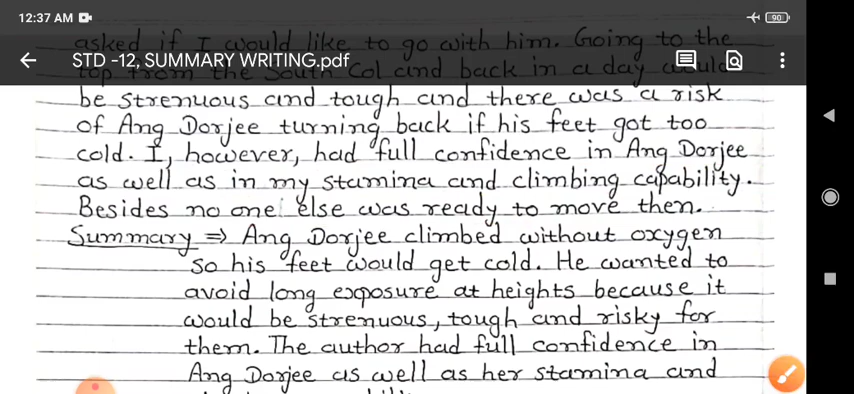 12:37 AM
90
asked if I would like to go with him. Going to the
STD -12, SUMMARY WRITING.pdf
top from the South Col and back in a day would
be strenuous and tough and there was a risk
of Ang Dorjee turning back if his feet got too
cold. I, however, had full confidence in Ang Dorjee
as well as in my stamina and climbing capability.
Besides no one else was ready to move then.
Summary ⇒ Ang Dorjee climbed without oxygen
so his feet would get cold. He wanted to
avoid long exposure at heights because it
would be strenuous, tough and risky for
them. The author had full confidence in
Ang Dorjee as well as her stamina and